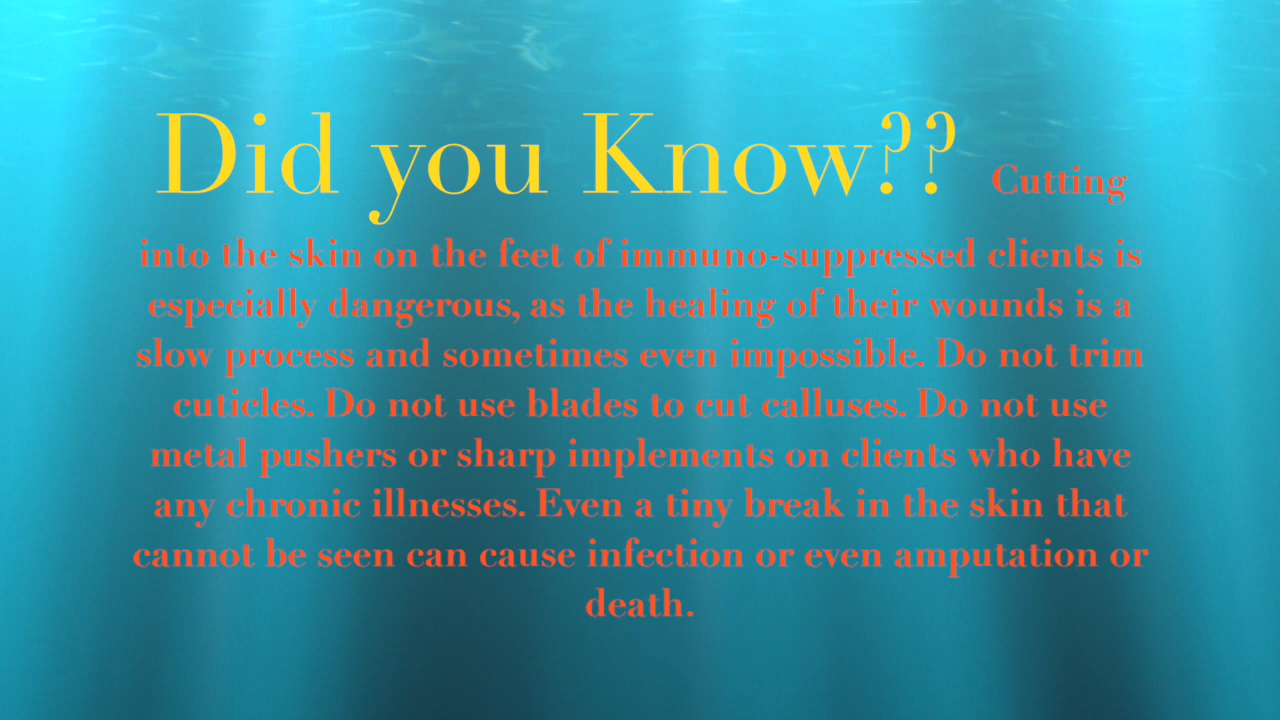 Did you Know?? Cutting
into the skin on the feet of immuno-suppressed clients is
especially dangerous, as the healing of their wounds is a
slow process and sometimes even impossible. Do not trim
cuticles. Do not use blades to cut calluses. Do not use
metal pushers or sharp implements on clients who have
any chronic illnesses. Even a tiny break in the skin that
cannot be seen can cause infection or even amputation or
death.